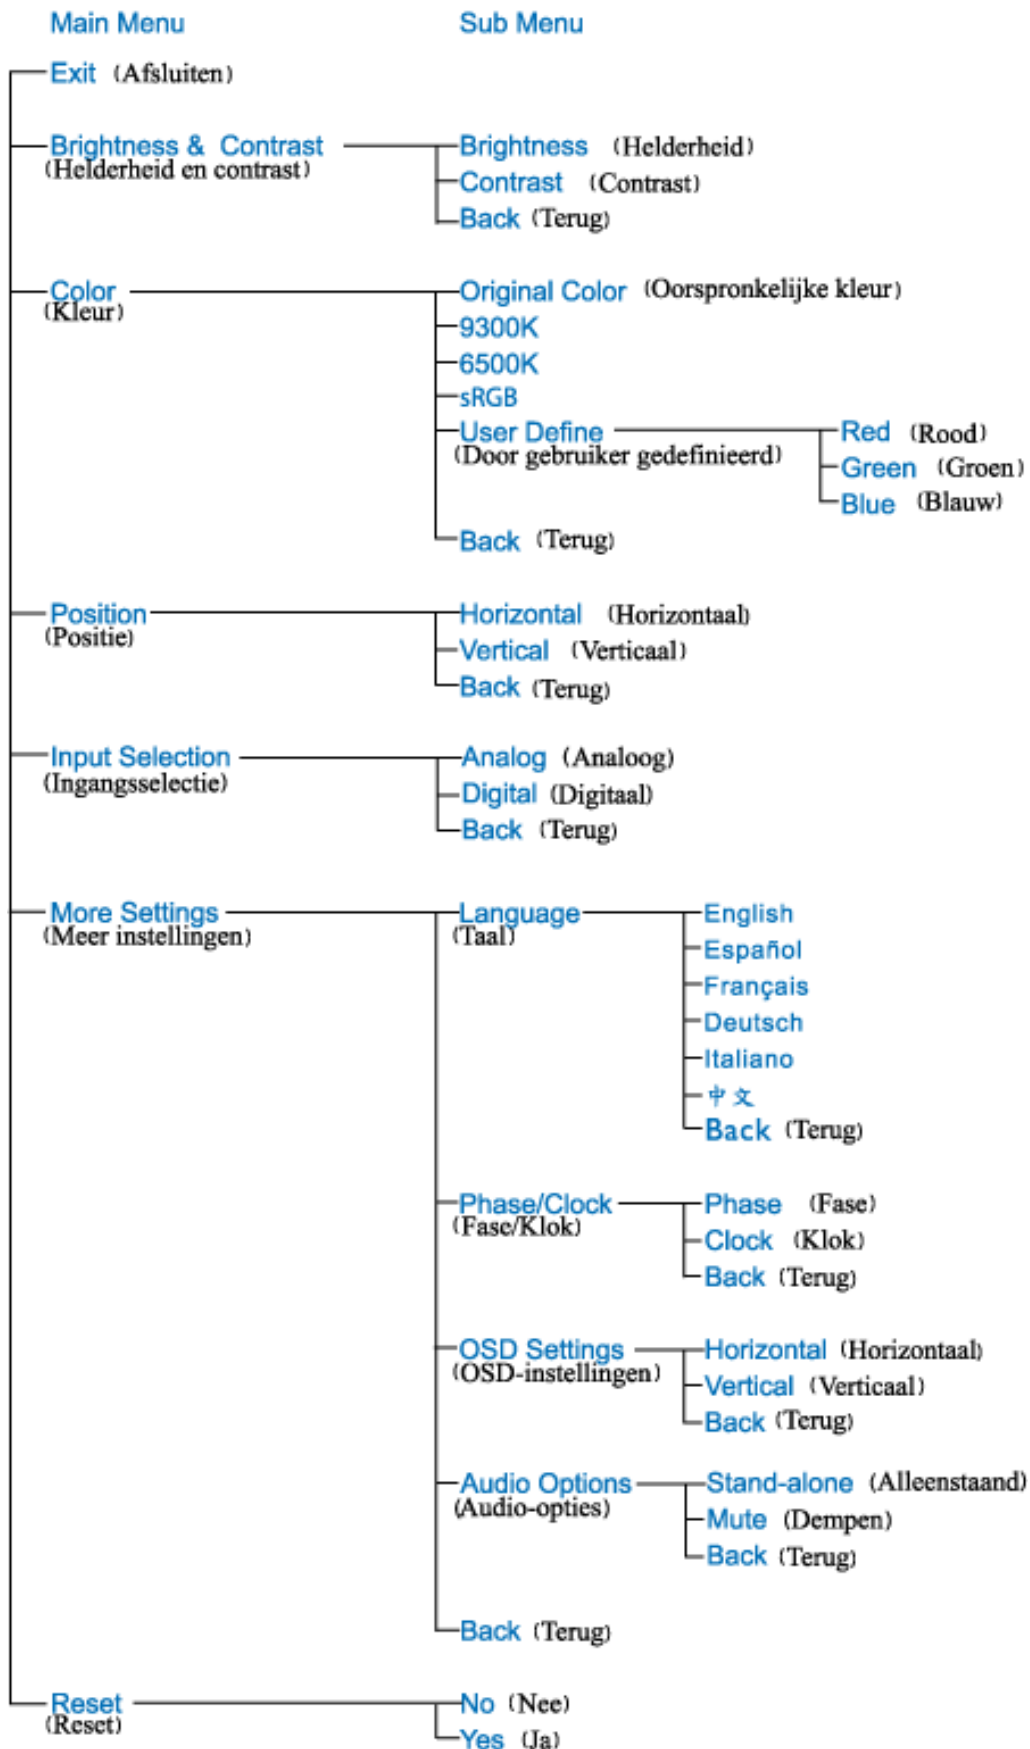 Main Menu Sub Menu
Exit (Afsluiten)
Brightness & Contrast Brightness (Helderheid)
(Helderheid en contrast)
Contrast (Contrast)
Back (Terug)
Color Original Color (Oorspronkelijke kleur)
(Kleur)
9300K
6500K
sRGB
User Define Red (Rood)
(Door gebruiker gedefinieerd)
Green (Groen)
Blue (Blauw)
Back (Terug)
Position Horizontal (Horizontaal)
(Positie)
Vertical (Verticaal)
Back (Terug)
Input Selection Analog (Analoog)
(Ingangsselectie)
Digital (Digitaal)
Back (Terug)
More Settings Language English
(Meer instellingen) (Taal)
Español
Français
Deutsch
Italiano
中文
Back (Terug)
Phase/Clock Phase (Fase)
(Fase/Klok)
Clock (Klok)
Back (Terug)
OSD Settings Horizontal (Horizontaal)
(OSD-instellingen)
Vertical (Verticaal)
Back (Terug)
Audio Options Stand-alone (Alleenstaand)
(Audio-opties)
Mute (Dempen)
Back (Terug)
Back (Terug)
Reset No (Nee)
(Reset)
Yes (Ja)